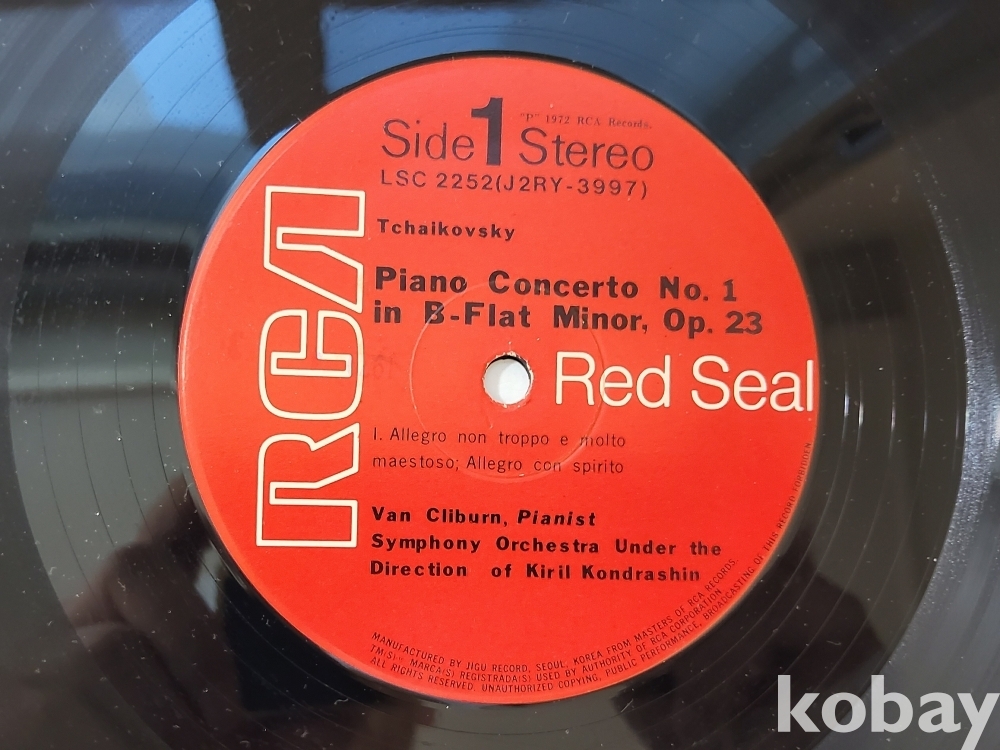 "P" 1972 RCA Records.
Side 1 Stereo
LSC 2252(J2RY-3997)
Tchaikovsky
Piano Concerto No. 1
in B-Flat Minor, Op. 23
RCA
Red Seal
I. Allegro non troppo e molto
maestoso; Allegro con spirito
Van Cliburn, Pianist
Symphony Orchestra Under the
Direction of Kiril Kondrashin
MANUFACTURED BY JIGU RECORD, SEOUL, KOREA FROM MASTERS OF RCA RECORDS.
TM(S)" MARCA(S) REGISTRADA(S) USED BY AUTHORITY OF RCA CORPORATION
ALL RIGHTS RESERVED. UNAUTHORIZED COPYING, PUBLIC PERFORMANCE, BROADCASTING OF THIS RECORD FORBIDDEN
kobay